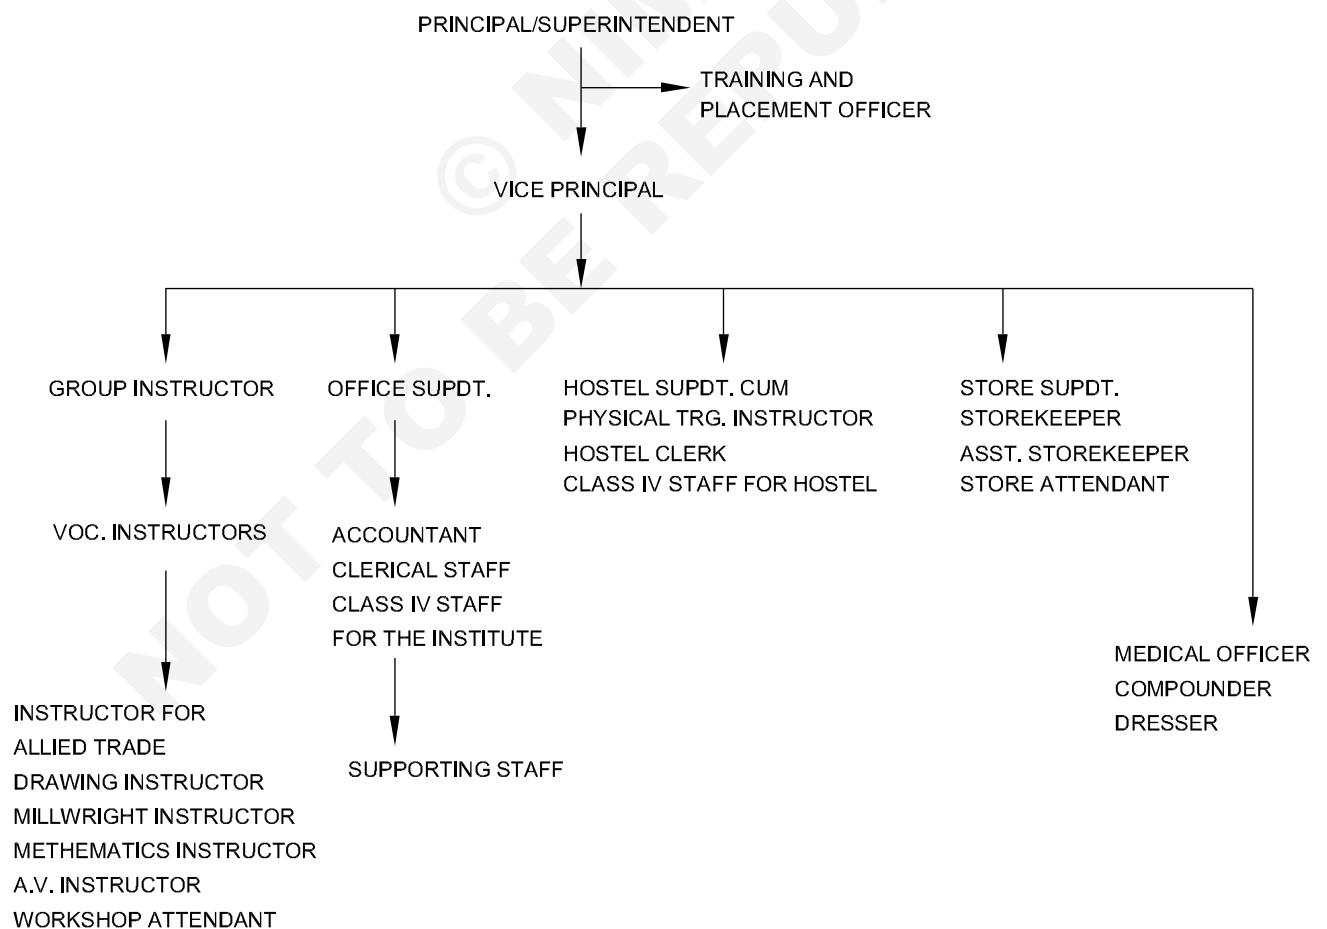 PRINCIPAL/SUPERINTENDENT
TRAINING AND
PLACEMENT OFFICER
VICE PRINCIPAL
GROUP INSTRUCTOR
OFFICE SUPDT.
HOSTEL SUPDT. CUM
PHYSICAL TRG. INSTRUCTOR
HOSTEL CLERK
CLASS IV STAFF FOR HOSTEL
STORE SUPDT.
STOREKEEPER
ASST. STOREKEEPER
STORE ATTENDANT
VOC. INSTRUCTORS
ACCOUNTANT
CLERICAL STAFF
CLASS IV STAFF
FOR THE INSTITUTE
MEDICAL OFFICER
COMPOUNDER
DRESSER
INSTRUCTOR FOR
ALLIED TRADE
DRAWING INSTRUCTOR
MILLWRIGHT INSTRUCTOR
METHEMATICS INSTRUCTOR
A.V. INSTRUCTOR
WORKSHOP ATTENDANT
SUPPORTING STAFF
©
NOT TO BE